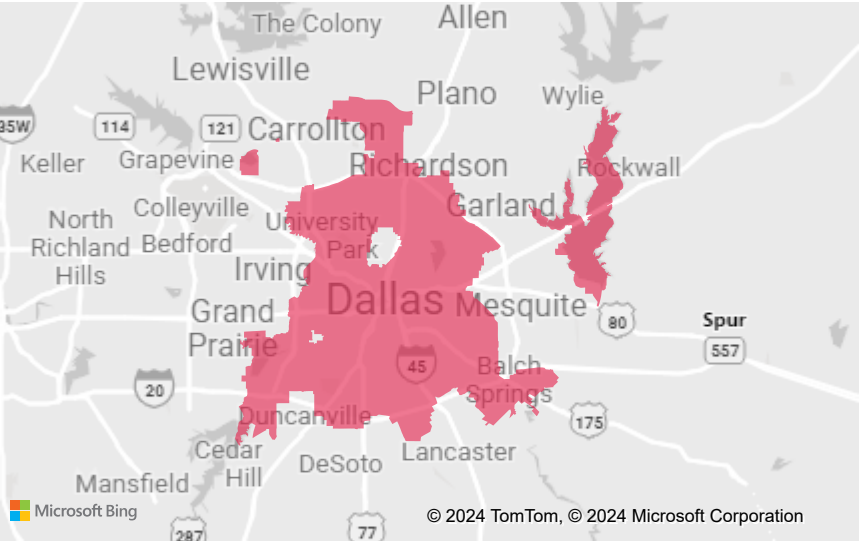 The Colony
Allen
Lewisville
Plano
Wylie
35W
114
121
Carrollton
Keller
Grapevine
Richardson
Rockwall
Colleyville
North
Richland
Hills
University
Park
Garland
Bedford
Irving
Dallas
Mesquite
Grand
Prairie
80
Spur
557
45
Balch
Springs
20
Duncanville
175
Cedar
Hill
DeSoto
Lancaster
Mansfield
Microsoft Bing
© 2024 TomTom, © 2024 Microsoft Corporation
287
77